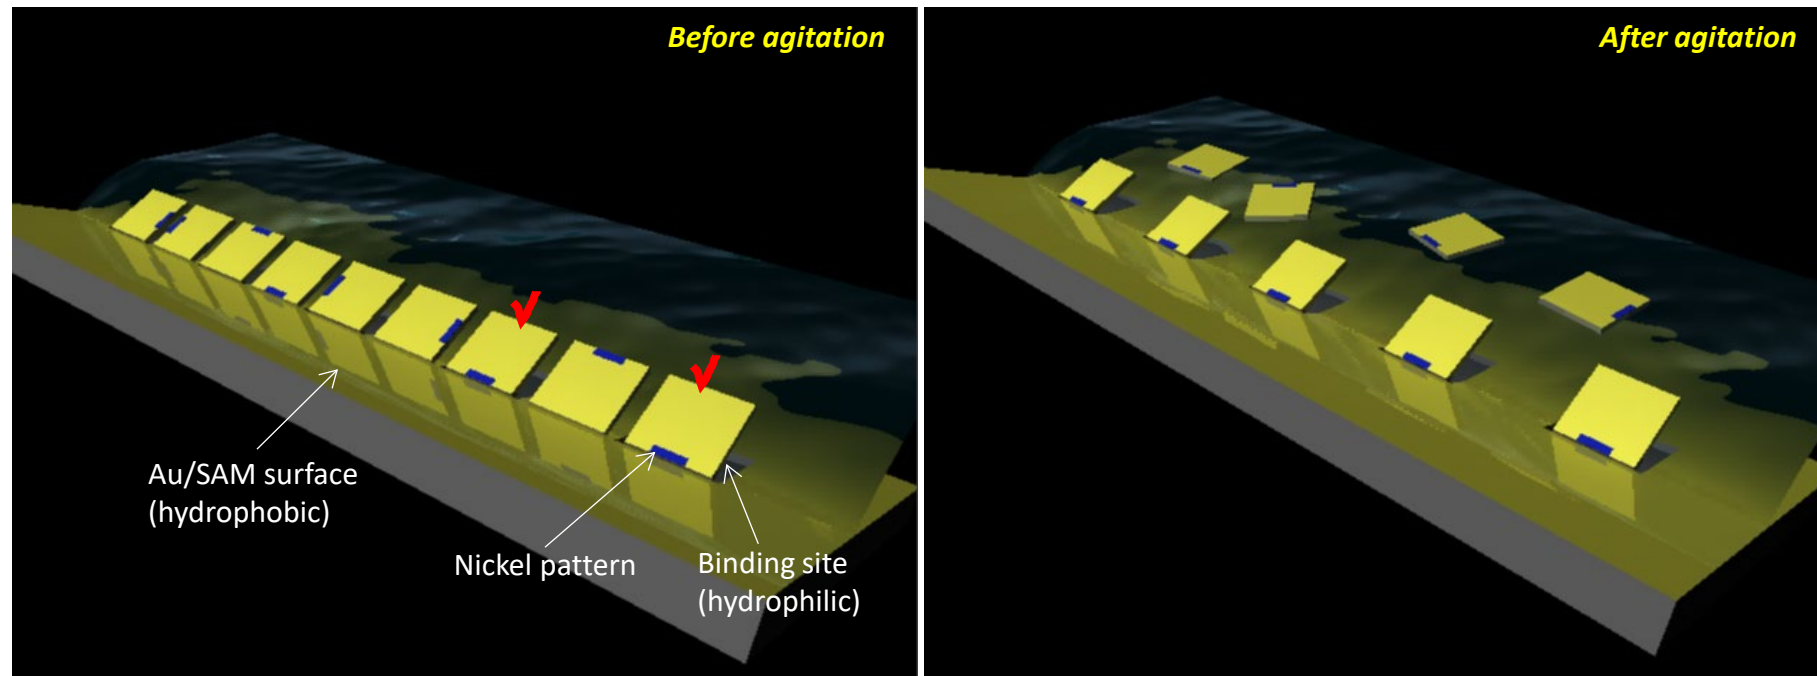 Before agitation
Au/SAM surface
(hydrophobic)
Nickel pattern
Binding site
(hydrophilic)
After agitation